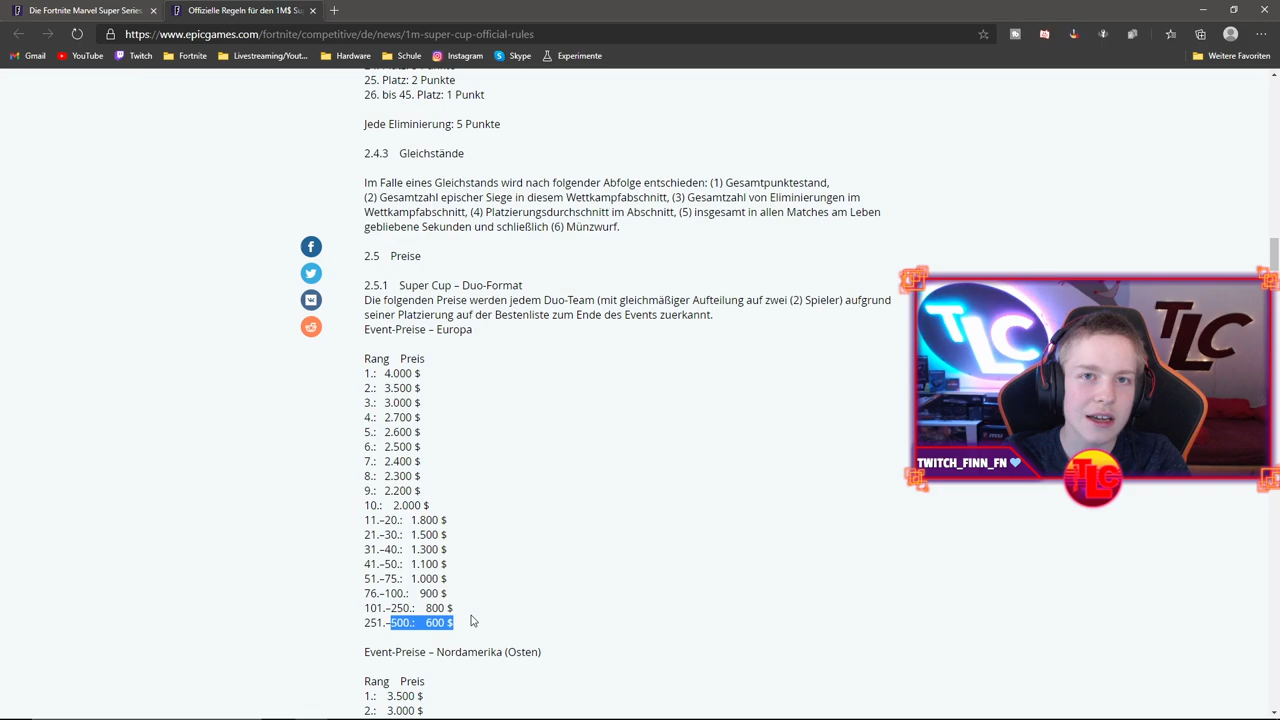 Die Fortnite Marvel Super Series
Offizielle Regeln für den 1M$ Su
https://www.epicgames.com/fortnite/competitive/de/news/1m-super-cup-official-rules
Gmail
YouTube
Twitch
Fortnite
Livestreaming/Yout...
Hardware
Schule
Instagram
Skype
Experimente
Weitere Favoriten
25. Platz: 2 Punkte
26. bis 45. Platz: 1 Punkt
Jede Eliminierung: 5 Punkte
2.4.3 Gleichstände
Im Falle eines Gleichstands wird nach folgender Abfolge entschieden: (1) Gesamtpunktestand,
(2) Gesamtzahl epischer Siege in diesem Wettkampfabschnitt, (3) Gesamtzahl von Eliminierungen im
Wettkampfabschnitt, (4) Platzierungsdurchschnitt im Abschnitt, (5) insgesamt in allen Matches am Leben
gebliebene Sekunden und schließlich (6) Münzwurf.
2.5 Preise
2.5.1 Super Cup – Duo-Format
Die folgenden Preise werden jedem Duo-Team (mit gleichmäßiger Aufteilung auf zwei (2) Spieler) aufgrund
seiner Platzierung auf der Bestenliste zum Ende des Events zuerkannt.
Event-Preise – Europa
Rang Preis
1.: 4.000 $
2.: 3.500 $
3.: 3.000 $
4.: 2.700 $
5.: 2.600 $
6.: 2.500 $
7.: 2.400 $
8.: 2.300 $
9.: 2.200 $
10.: 2.000 $
11.–20.: 1.800 $
21.–30.: 1.500 $
31.–40.: 1.300 $
41.–50.: 1.100 $
51.–75.: 1.000 $
76.–100.: 900 $
101.–250.: 800 $
251.–500.: 600 $
Event-Preise – Nordamerika (Osten)
Rang Preis
1.: 3.500 $
2.: 3.000 $
TLC
TLC
TWITCH_FINN_FN
TLC